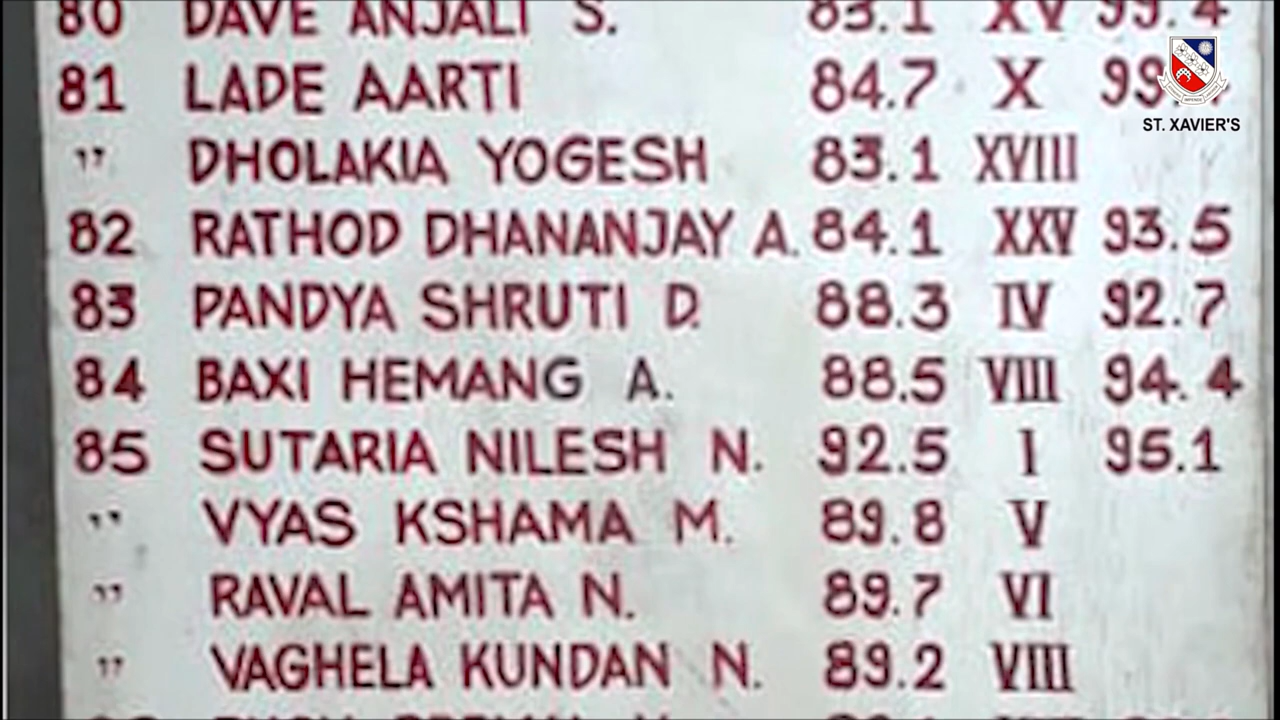 80 DAVE ANJALI S. 83.1 XV 99.4
81 LADE AARTI 84.7 X
ST. XAVIER'S
" DHOLAKIA YOGESH 83.1 XVIII
82 RATHOD DHANANJAY A. 84.1 XXV 93.5
83 PANDYA SHRUTI D. 88.3 IV 92.7
84 BAXI HEMANG A. 88.5 VIII 94.4
85 SUTARIA NILESH N. 92.5 I 95.1
" VYAS KSHAMA M. 89.8 V
" RAVAL AMITA N. 89.7 VI
" VAGHELA KUNDAN N. 89.2 VIII